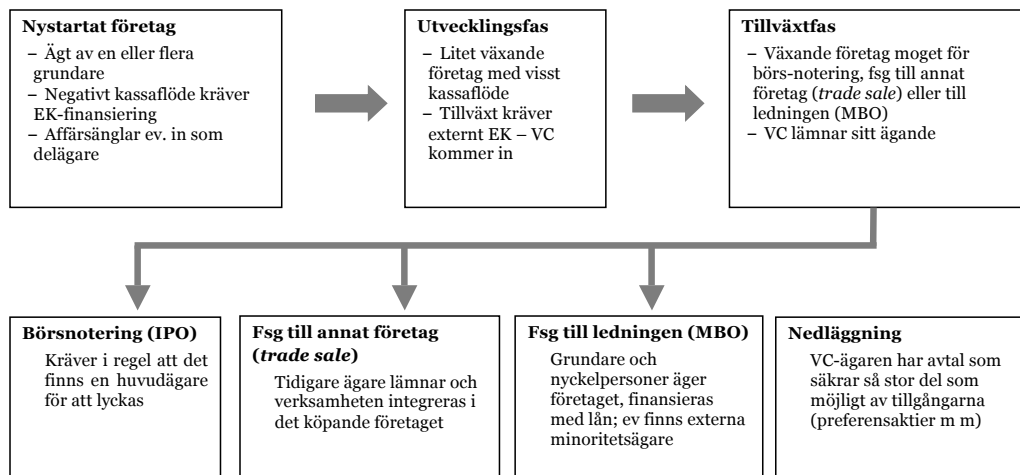 Nystartat företag
– Ägt av en eller flera
grundare
– Negativt kassaflöde kräver
EK-finansiering
– Affärsänglar ev. in som
delägare
Utvecklingsfas
– Litet växande
företag med visst
kassaflöde
– Tillväxt kräver
externt EK – VC
kommer in
Tillväxtfas
– Växande företag moget för
börs-notering, fsg till annat
företag (trade sale) eller till
ledningen (MBO)
– VC lämnar sitt ägande
Börsnotering (IPO)
Kräver i regel att det
finns en huvudägare
för att lyckas
Fsg till annat företag
(trade sale)
Tidigare ägare lämnar och
verksamheten integreras i
det köpande företaget
Fsg till ledningen (MBO)
Grundare och
nyckelpersoner äger
företaget, finansieras
med lån; ev finns externa
minoritetsägare
Nedläggning
VC-ägaren har avtal som
säkrar så stor del som
möjligt av tillgångarna
(preferensaktier m m)